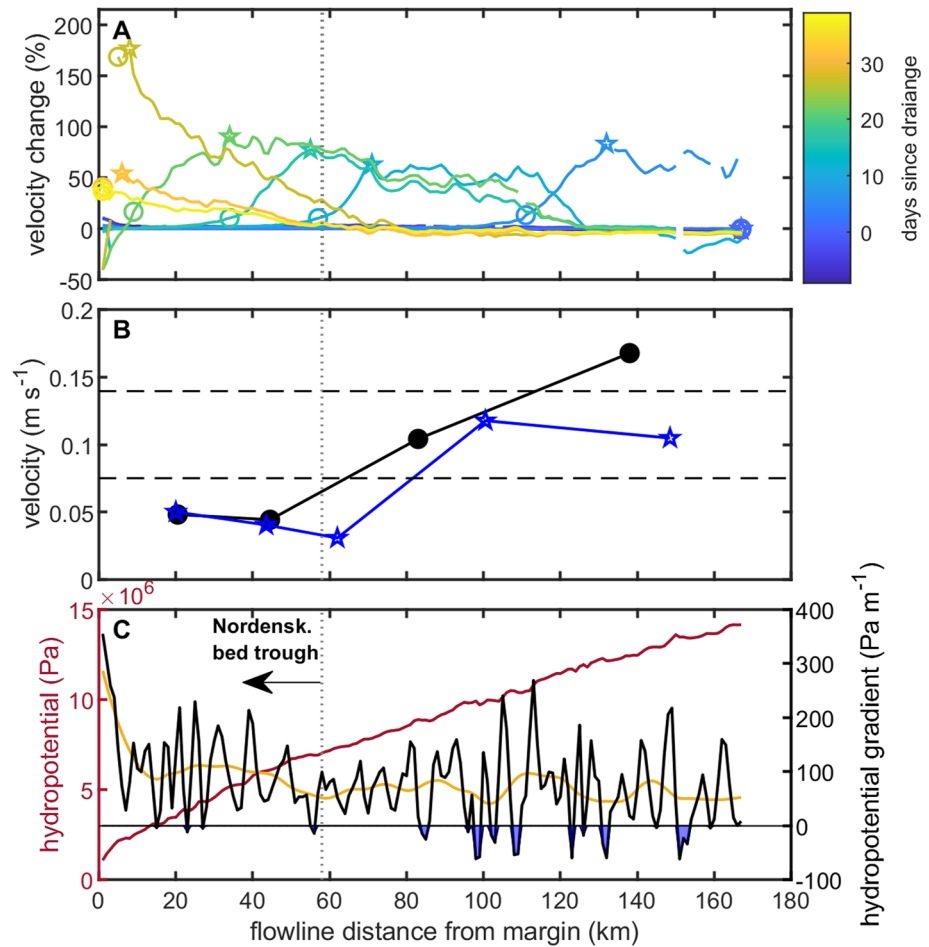 A
200
150
100
50
0
-50
velocity change (%)
30
20
10
0
days since draiange
B
0.2
0.15
0.1
0.05
0
velocity (m s-1)
×10^6
C
15
10
5
0
hydropotential (Pa)
Nordensk.
bed trough
400
300
200
100
0
-100
hydropotential gradient (Pa m-1)
0 20 40 60 80 100 120 140 160 180
flowline distance from margin (km)